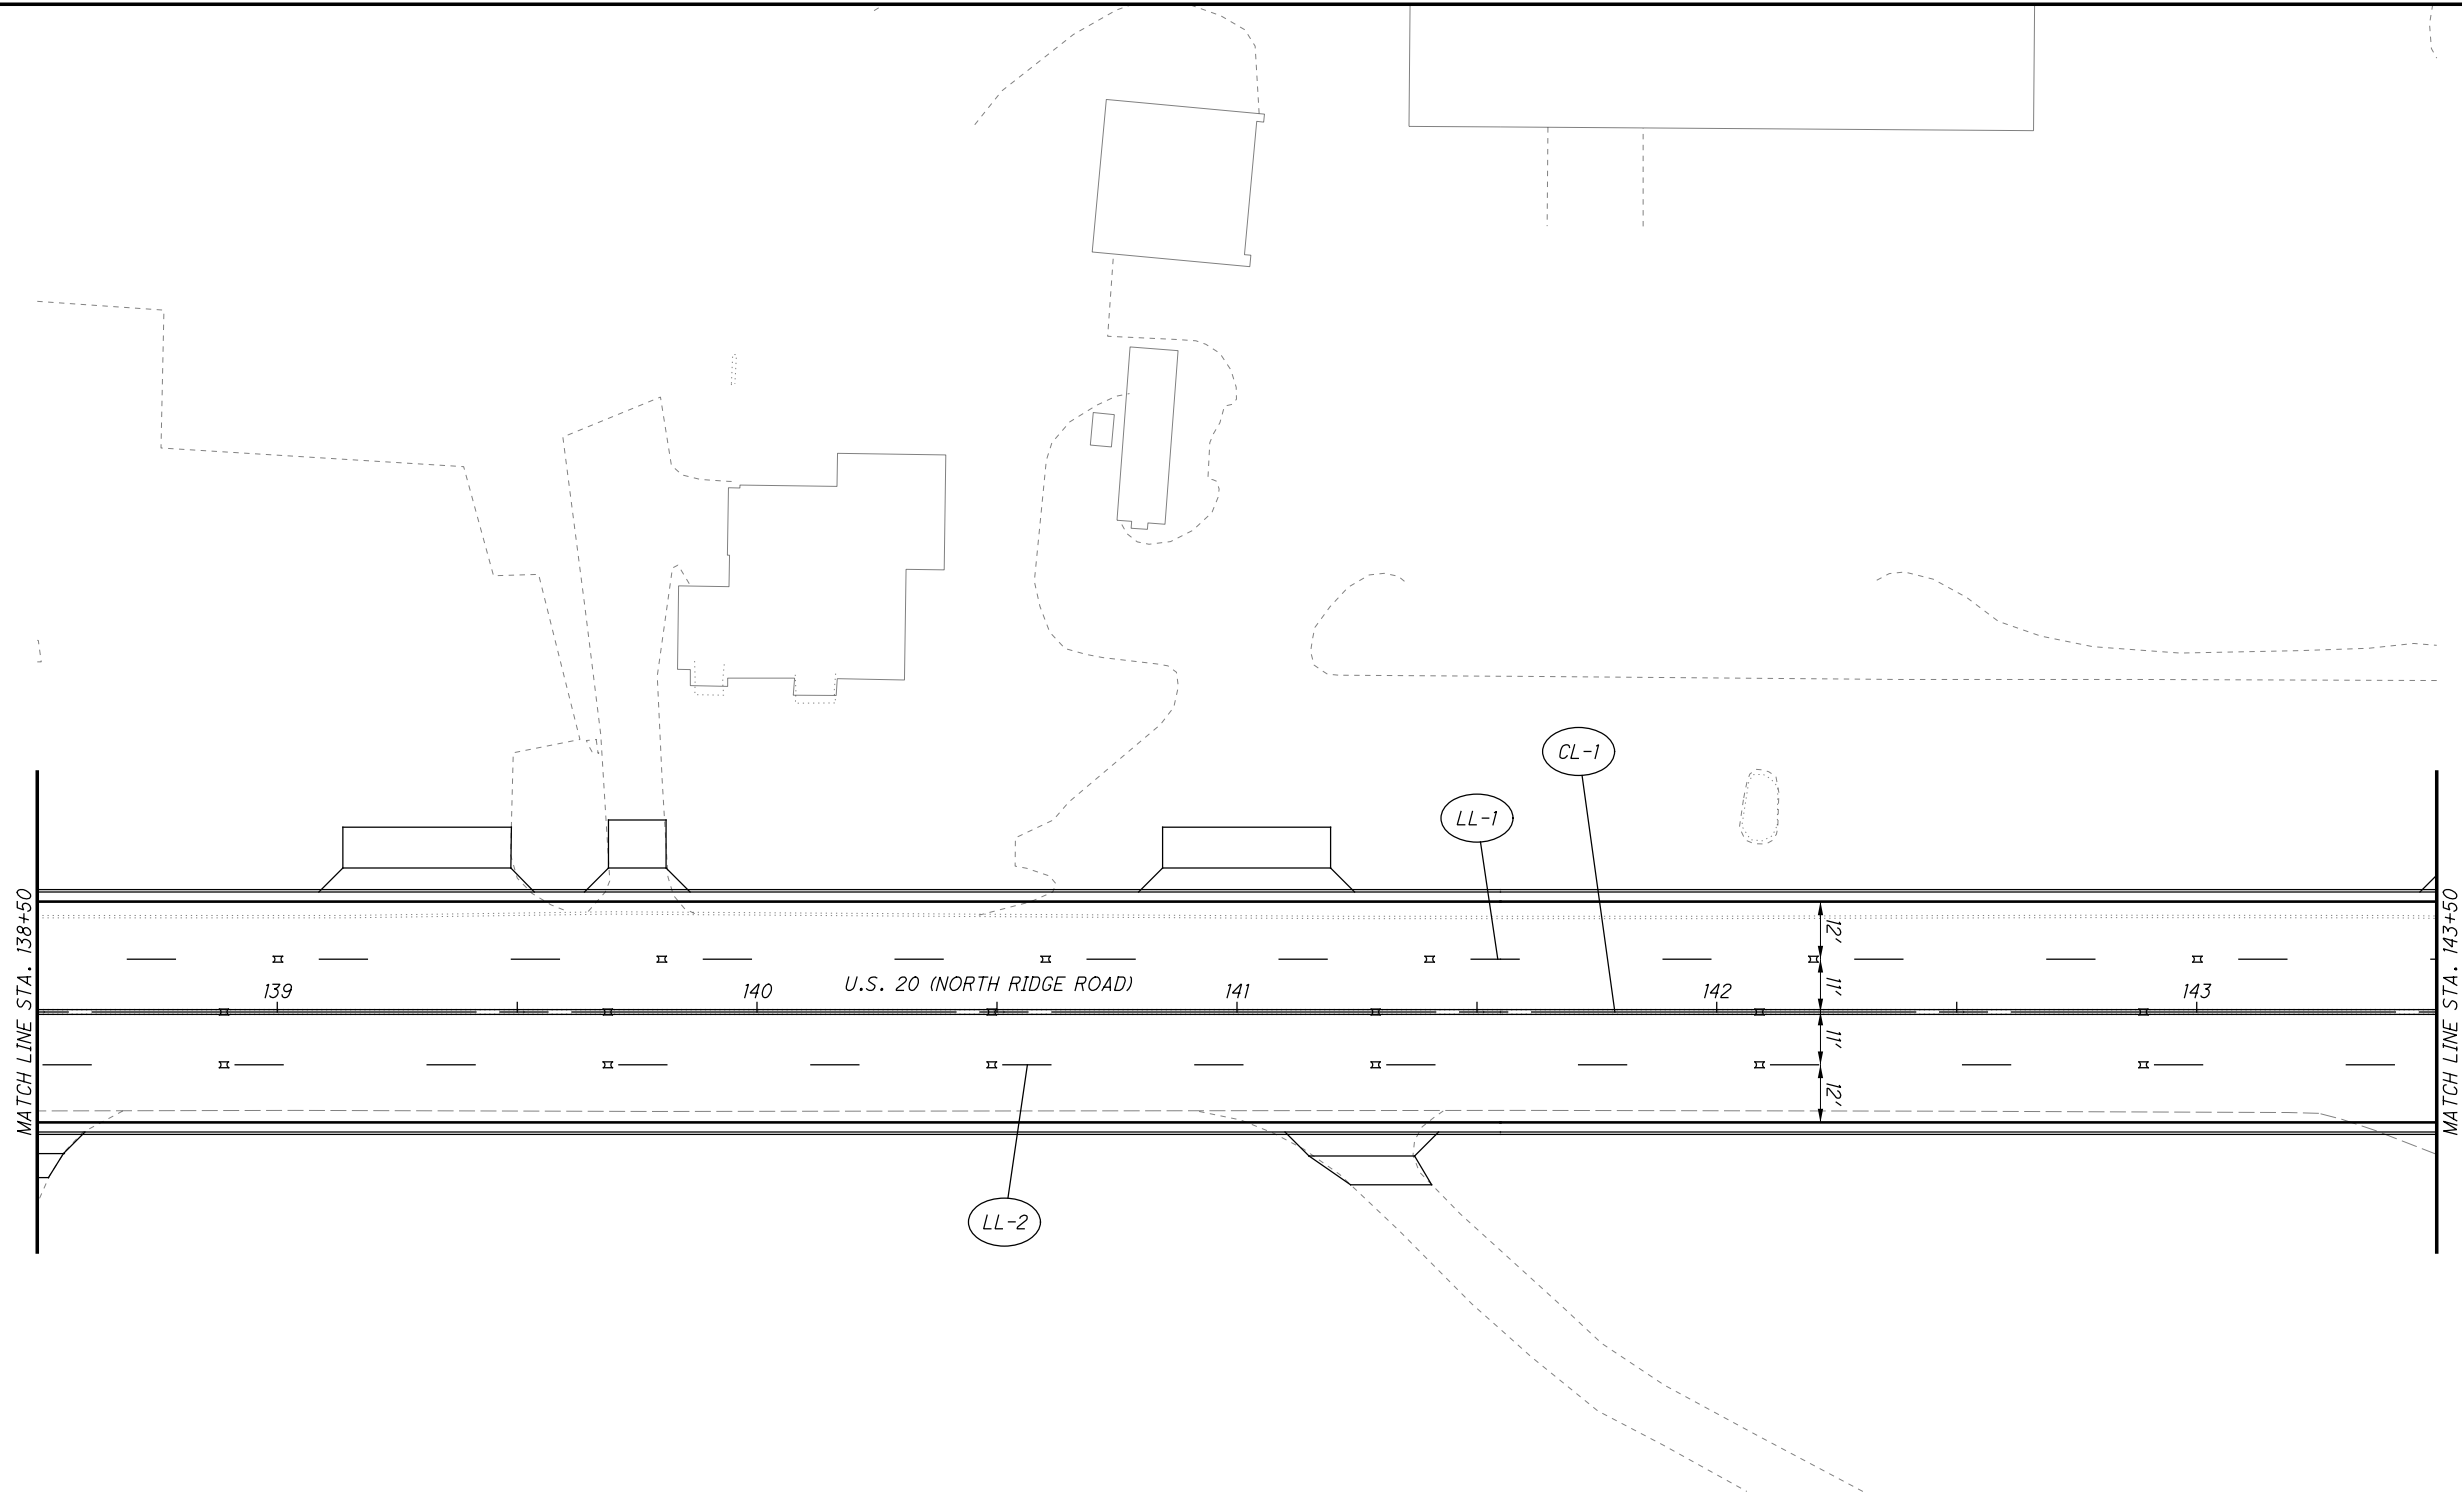 CL-1
LL-1
12'
U.S. 20 (NORTH RIDGE ROAD)
11'
139
140
141
142
143
11'
12'
LL-2
MATCH LINE STA. 138+50
MATCH LINE STA. 143+50